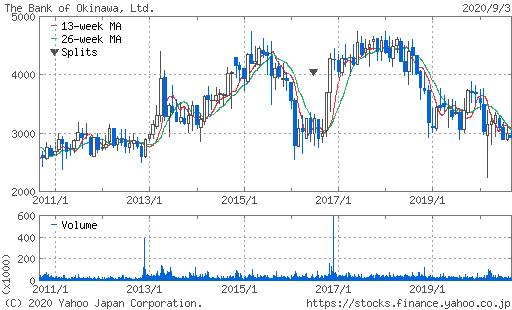 The Bank of Okinawa, Ltd. 2020/9/3
5000
13-week MA
26-week MA
Splits
4000
3000
2000
2011/1 2013/1 2015/1 2017/1 2019/1
600
Volume
400
200
0
(x1000)
2011/1 2013/1 2015/1 2017/1 2019/1
(C) 2020 Yahoo Japan Corporation. https://stocks.finance.yahoo.co.jp/